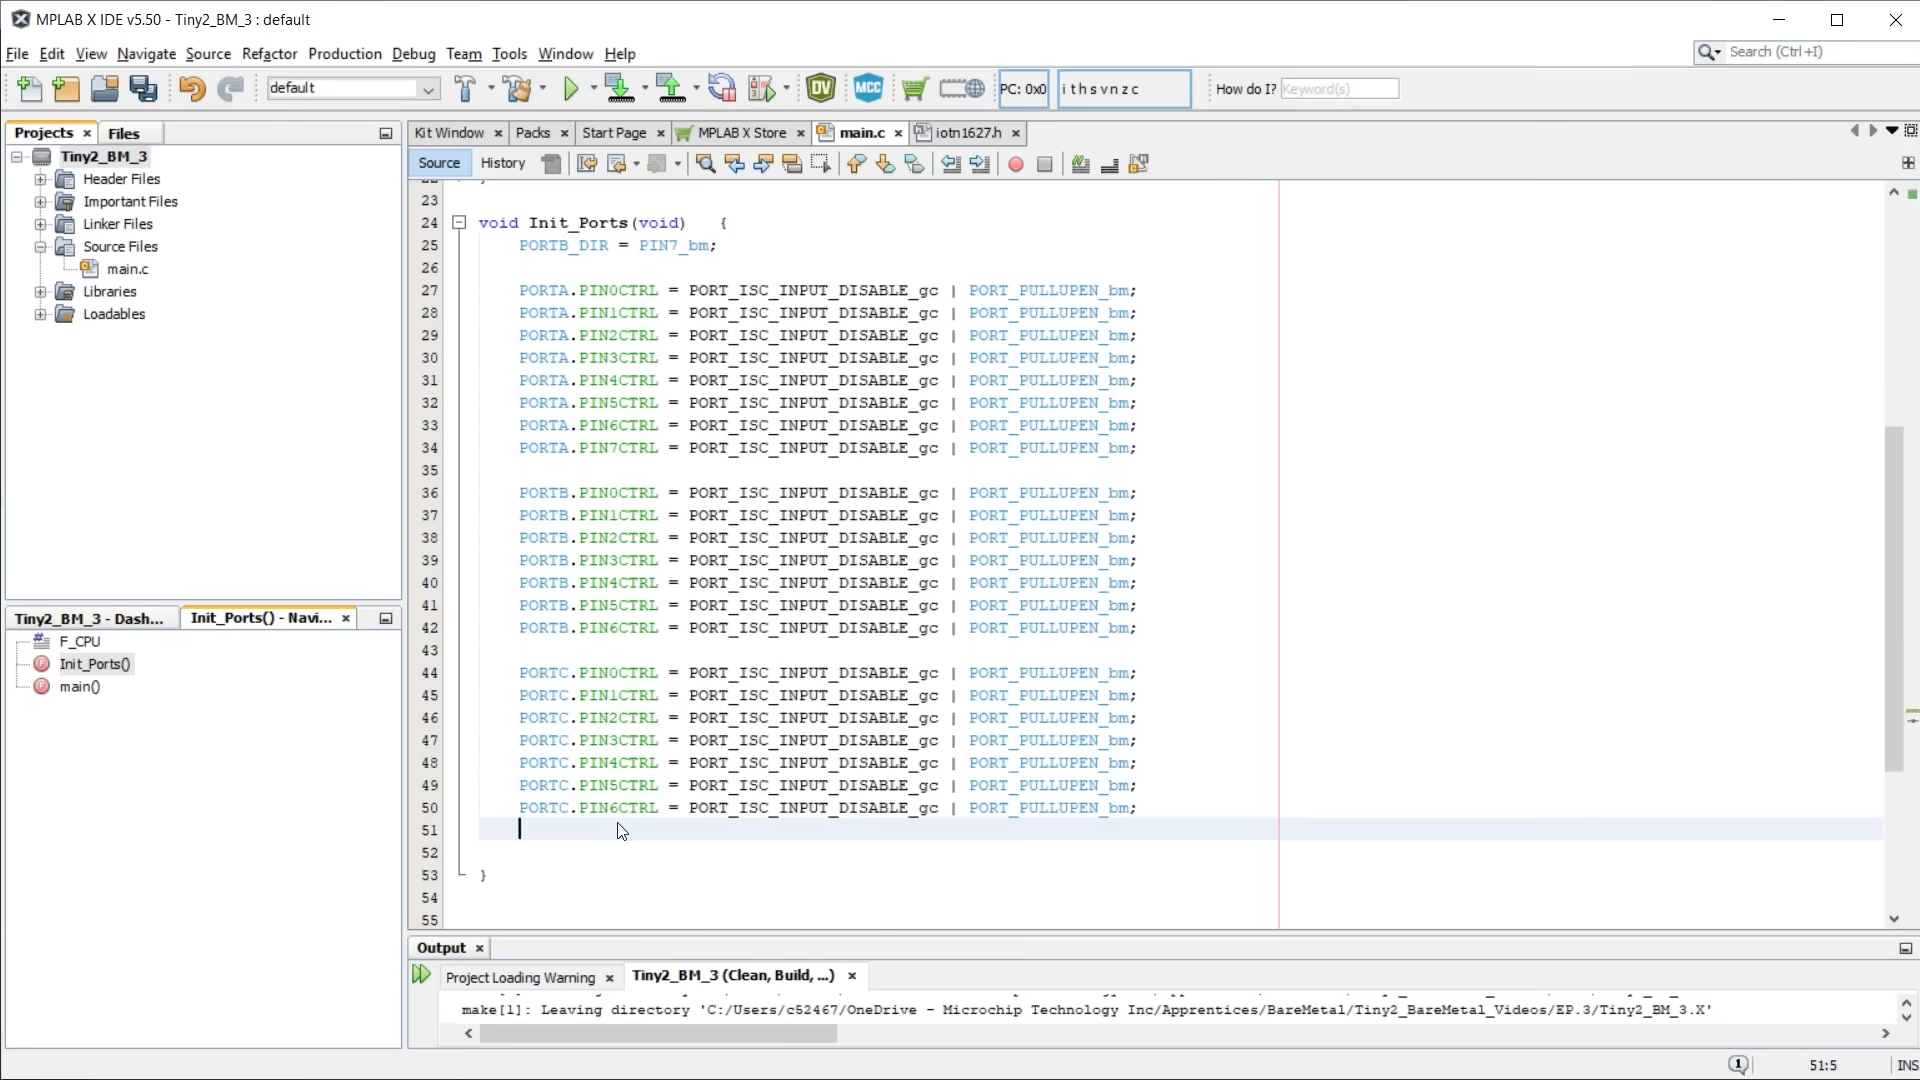 MPLAB X IDE v5.50 - Tiny2_BM_3 : default
File Edit View Navigate Source Refactor Production Debug Team Tools Window Help
Search (Ctrl+I)
default
DV
MCC
PC: 0x0
i t h s v n z c
How do I?
Keyword(s)
Projects Files
Kit Window Packs Start Page MPLAB X Store main.c iotn1627.h
Source History
Tiny2_BM_3
Header Files
Important Files
Linker Files
Source Files
main.c
Libraries
Loadables
23
24 void Init_Ports(void) {
25 PORTB_DIR = PIN7_bm;
26
27 PORTA.PIN0CTRL = PORT_ISC_INPUT_DISABLE_gc | PORT_PULLUPEN_bm;
28 PORTA.PIN1CTRL = PORT_ISC_INPUT_DISABLE_gc | PORT_PULLUPEN_bm;
29 PORTA.PIN2CTRL = PORT_ISC_INPUT_DISABLE_gc | PORT_PULLUPEN_bm;
30 PORTA.PIN3CTRL = PORT_ISC_INPUT_DISABLE_gc | PORT_PULLUPEN_bm;
31 PORTA.PIN4CTRL = PORT_ISC_INPUT_DISABLE_gc | PORT_PULLUPEN_bm;
32 PORTA.PIN5CTRL = PORT_ISC_INPUT_DISABLE_gc | PORT_PULLUPEN_bm;
33 PORTA.PIN6CTRL = PORT_ISC_INPUT_DISABLE_gc | PORT_PULLUPEN_bm;
34 PORTA.PIN7CTRL = PORT_ISC_INPUT_DISABLE_gc | PORT_PULLUPEN_bm;
35
36 PORTB.PIN0CTRL = PORT_ISC_INPUT_DISABLE_gc | PORT_PULLUPEN_bm;
37 PORTB.PIN1CTRL = PORT_ISC_INPUT_DISABLE_gc | PORT_PULLUPEN_bm;
38 PORTB.PIN2CTRL = PORT_ISC_INPUT_DISABLE_gc | PORT_PULLUPEN_bm;
39 PORTB.PIN3CTRL = PORT_ISC_INPUT_DISABLE_gc | PORT_PULLUPEN_bm;
40 PORTB.PIN4CTRL = PORT_ISC_INPUT_DISABLE_gc | PORT_PULLUPEN_bm;
41 PORTB.PIN5CTRL = PORT_ISC_INPUT_DISABLE_gc | PORT_PULLUPEN_bm;
42 PORTB.PIN6CTRL = PORT_ISC_INPUT_DISABLE_gc | PORT_PULLUPEN_bm;
43
44 PORTC.PIN0CTRL = PORT_ISC_INPUT_DISABLE_gc | PORT_PULLUPEN_bm;
45 PORTC.PIN1CTRL = PORT_ISC_INPUT_DISABLE_gc | PORT_PULLUPEN_bm;
46 PORTC.PIN2CTRL = PORT_ISC_INPUT_DISABLE_gc | PORT_PULLUPEN_bm;
47 PORTC.PIN3CTRL = PORT_ISC_INPUT_DISABLE_gc | PORT_PULLUPEN_bm;
48 PORTC.PIN4CTRL = PORT_ISC_INPUT_DISABLE_gc | PORT_PULLUPEN_bm;
49 PORTC.PIN5CTRL = PORT_ISC_INPUT_DISABLE_gc | PORT_PULLUPEN_bm;
50 PORTC.PIN6CTRL = PORT_ISC_INPUT_DISABLE_gc | PORT_PULLUPEN_bm;
51
52
53 }
54
55
Tiny2_BM_3 - Dash... Init_Ports() - Navi...
F_CPU
Init_Ports()
main()
Output
Project Loading Warning Tiny2_BM_3 (Clean, Build, ...)
make[1]: Leaving directory 'C:/Users/c52467/OneDrive - Microchip Technology Inc/Apprentices/BareMetal/Tiny2_BareMetal_Videos/EP.3/Tiny2_BM_3.X'
1
51:5
INS